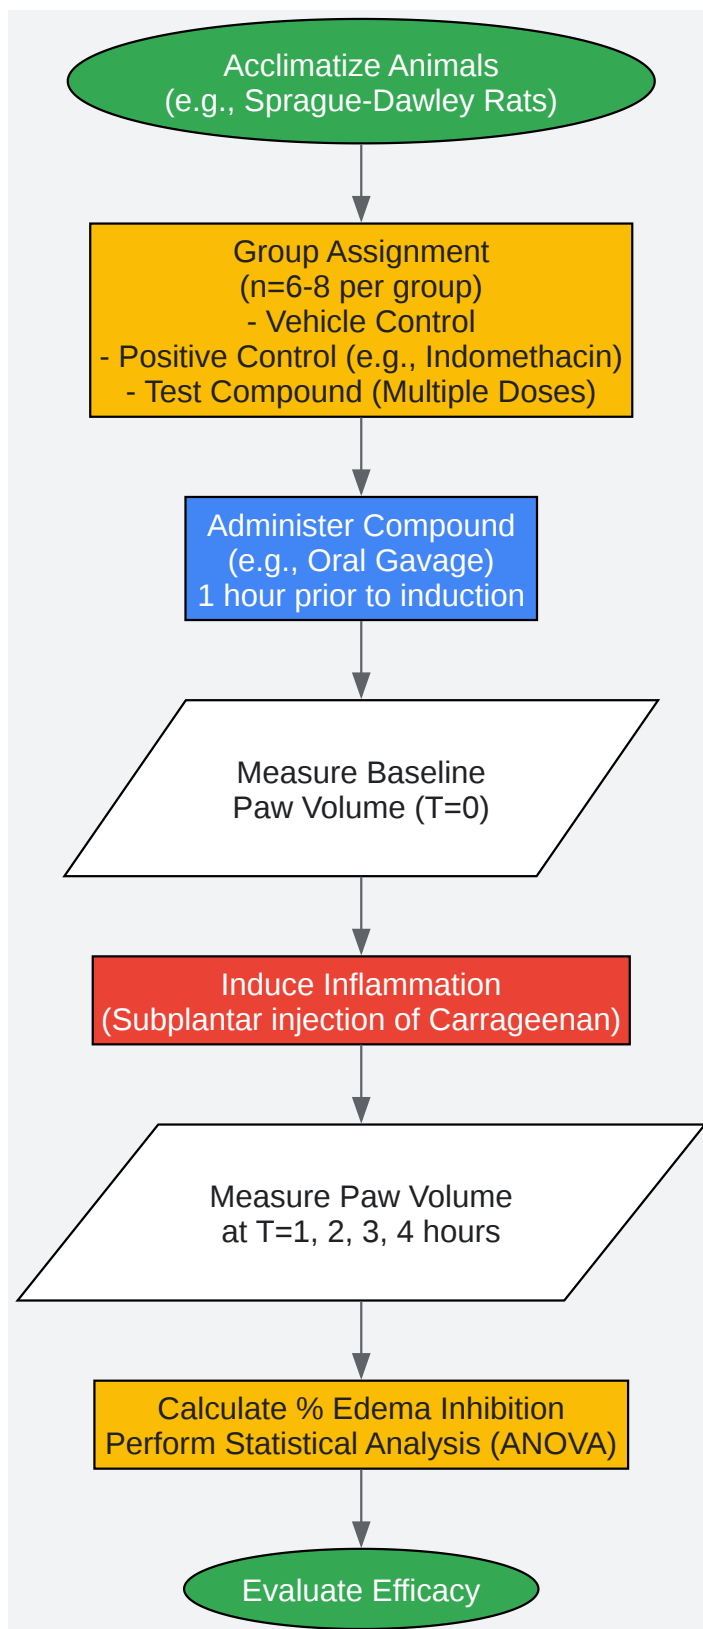 Acclimatize Animals
(e.g., Sprague-Dawley Rats)
Group Assignment
(n=6-8 per group)
- Vehicle Control
- Positive Control (e.g., Indomethacin)
- Test Compound (Multiple Doses)
Administer Compound
(e.g., Oral Gavage)
1 hour prior to induction
Measure Baseline
Paw Volume (T=0)
Induce Inflammation
(Subplantar injection of Carrageenan)
Measure Paw Volume
at T=1, 2, 3, 4 hours
Calculate % Edema Inhibition
Perform Statistical Analysis (ANOVA)
Evaluate Efficacy